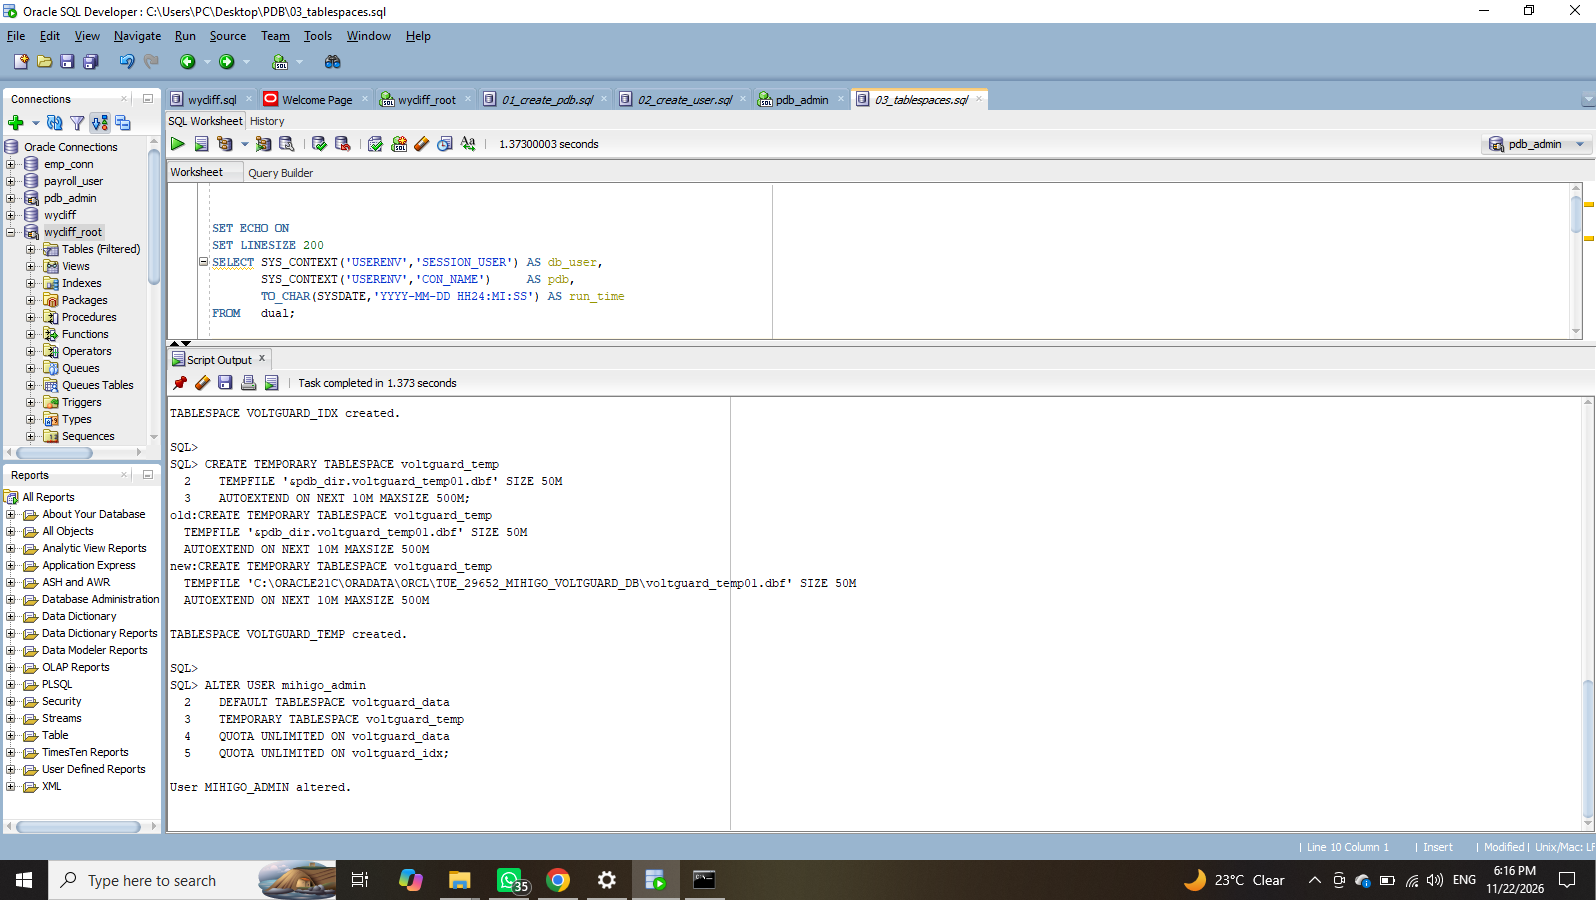 Oracle SQL Developer : C:\Users\PC\Desktop\PDB\03_tablespaces.sql
File Edit View Navigate Run Source Team Tools Window Help
Connections
Oracle Connections
emp_conn
payroll_user
pdb_admin
wycliff
wycliff_root
Tables (Filtered)
Views
Indexes
Packages
Procedures
Functions
Operators
Queues
Queues Tables
Triggers
Types
Sequences
Reports
All Reports
About Your Database
All Objects
Analytic View Reports
Application Express
ASH and AWR
Database Administration
Data Dictionary
Data Dictionary Reports
Data Modeler Reports
OLAP Reports
PLSQL
Security
Streams
Table
TimesTen Reports
User Defined Reports
XML
wycliff.sql Welcome Page wycliff_root 01_create_pdb.sql 02_create_user.sql pdb_admin 03_tablespaces.sql
SQL Worksheet History
1.37300003 seconds
pdb_admin
Worksheet Query Builder
SET ECHO ON
SET LINESIZE 200
SELECT SYS_CONTEXT('USERENV','SESSION_USER') AS db_user,
SYS_CONTEXT('USERENV','CON_NAME') AS pdb,
TO_CHAR(SYSDATE,'YYYY-MM-DD HH24:MI:SS') AS run_time
FROM dual;
Script Output
Task completed in 1.373 seconds
TABLESPACE VOLTGUARD_IDX created.
SQL>
SQL> CREATE TEMPORARY TABLESPACE voltguard_temp
2 TEMPFILE '&pdb_dir.voltguard_temp01.dbf' SIZE 50M
3 AUTOEXTEND ON NEXT 10M MAXSIZE 500M;
old:CREATE TEMPORARY TABLESPACE voltguard_temp
TEMPFILE '&pdb_dir.voltguard_temp01.dbf' SIZE 50M
AUTOEXTEND ON NEXT 10M MAXSIZE 500M
new:CREATE TEMPORARY TABLESPACE voltguard_temp
TEMPFILE 'C:\ORACLE21C\ORADATA\ORCL\TUE_29652_MIHIGO_VOLTGUARD_DB\voltguard_temp01.dbf' SIZE 50M
AUTOEXTEND ON NEXT 10M MAXSIZE 500M
TABLESPACE VOLTGUARD_TEMP created.
SQL>
SQL> ALTER USER mihigo_admin
2 DEFAULT TABLESPACE voltguard_data
3 TEMPORARY TABLESPACE voltguard_temp
4 QUOTA UNLIMITED ON voltguard_data
5 QUOTA UNLIMITED ON voltguard_idx;
User MIHIGO_ADMIN altered.
Line 10 Column 1 Insert Modified Unix/Mac: LF
Type here to search
35
23°C Clear
ENG
6:16 PM
11/22/2026